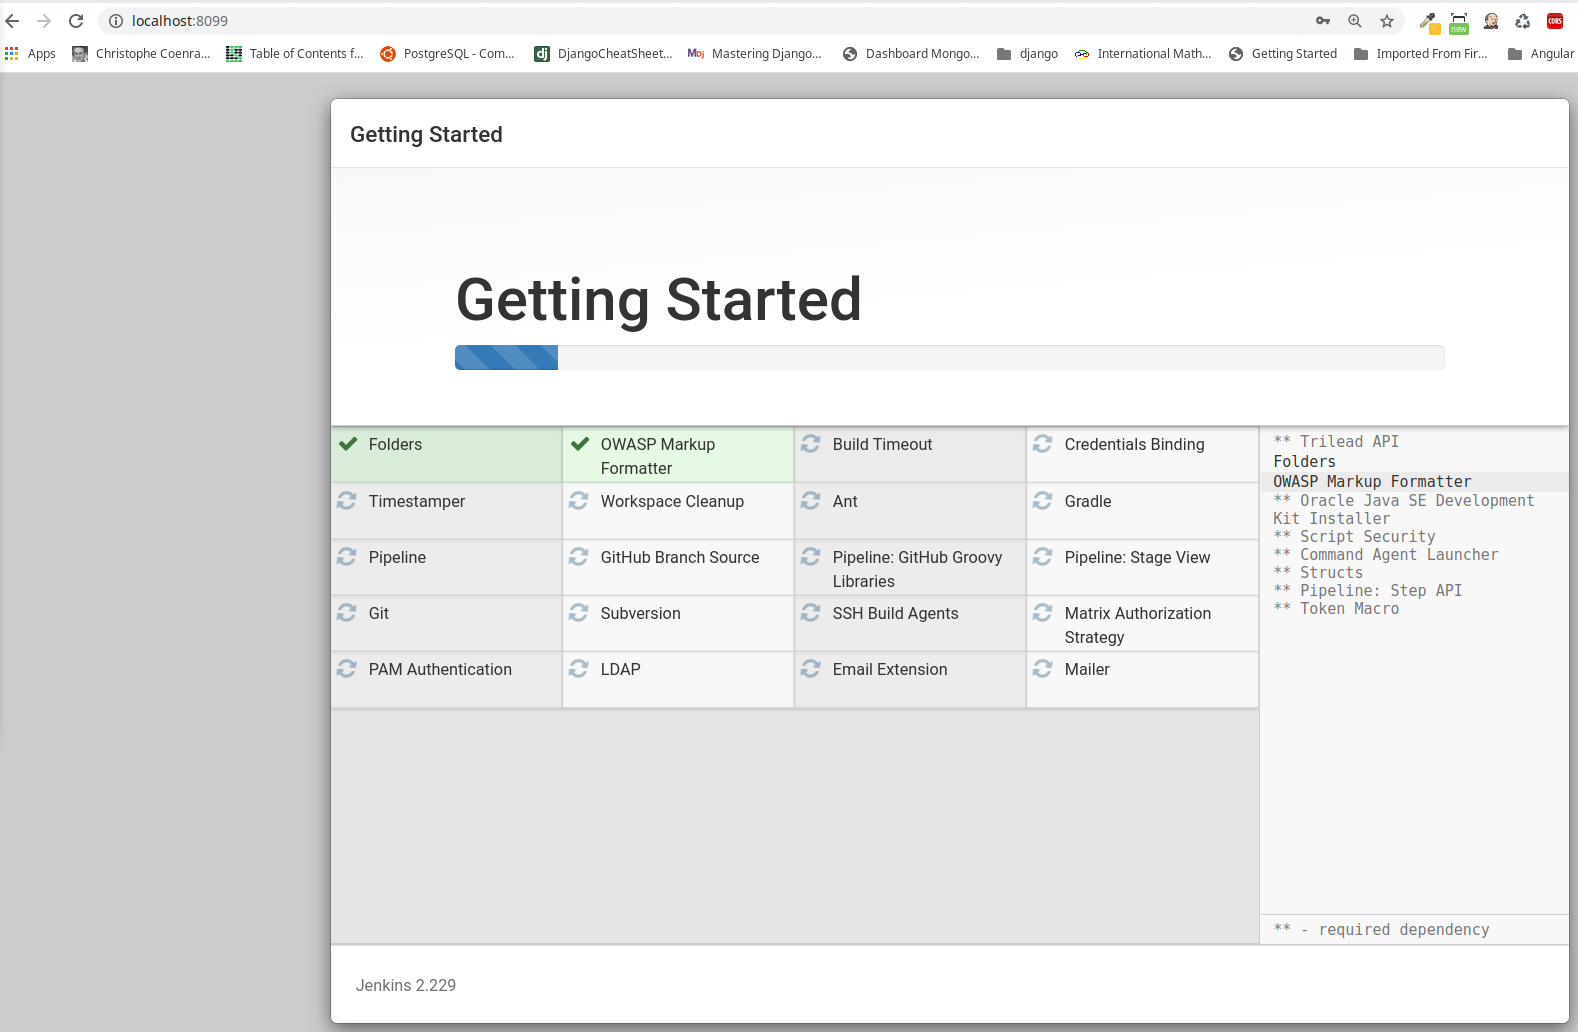 localhost:8099
new
CORS
Apps
Christophe Coenra...
Table of Contents f...
PostgreSQL - Com...
dj
DjangoCheatSheet...
MDj
Mastering Django...
Dashboard Mongo...
django
International Math...
Getting Started
Imported From Fir...
Angular
Getting Started
Getting Started
Folders
OWASP Markup
Formatter
Build Timeout
Credentials Binding
Timestamper
Workspace Cleanup
Ant
Gradle
Pipeline
GitHub Branch Source
Pipeline: GitHub Groovy
Libraries
Pipeline: Stage View
Git
Subversion
SSH Build Agents
Matrix Authorization
Strategy
PAM Authentication
LDAP
Email Extension
Mailer
** Trilead API
Folders
OWASP Markup Formatter
** Oracle Java SE Development
Kit Installer
** Script Security
** Command Agent Launcher
** Structs
** Pipeline: Step API
** Token Macro
** - required dependency
Jenkins 2.229